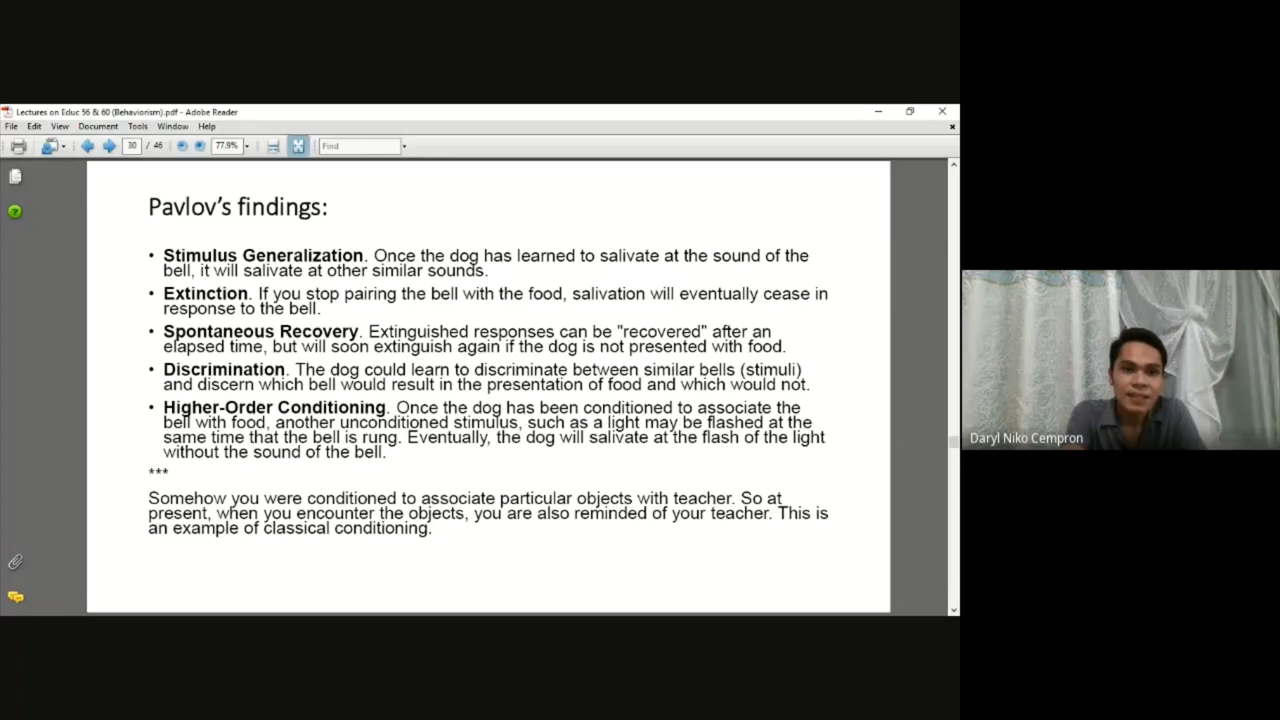 Lectures on Educ 56 & 60 (Behaviorism).pdf - Adobe Reader
File Edit View Document Tools Window Help
30 / 46 77.9% Find
Pavlov's findings:
• Stimulus Generalization. Once the dog has learned to salivate at the sound of the
bell, it will salivate at other similar sounds.
• Extinction. If you stop pairing the bell with the food, salivation will eventually cease in
response to the bell.
• Spontaneous Recovery. Extinguished responses can be "recovered" after an
elapsed time, but will soon extinguish again if the dog is not presented with food.
• Discrimination. The dog could learn to discriminate between similar bells (stimuli)
and discern which bell would result in the presentation of food and which would not.
• Higher-Order Conditioning. Once the dog has been conditioned to associate the
bell with food, another unconditioned stimulus, such as a light may be flashed at the
same time that the bell is rung. Eventually, the dog will salivate at the flash of the light
without the sound of the bell.
***
Somehow you were conditioned to associate particular objects with teacher. So at
present, when you encounter the objects, you are also reminded of your teacher. This is
an example of classical conditioning.
Daryl Niko Cempron